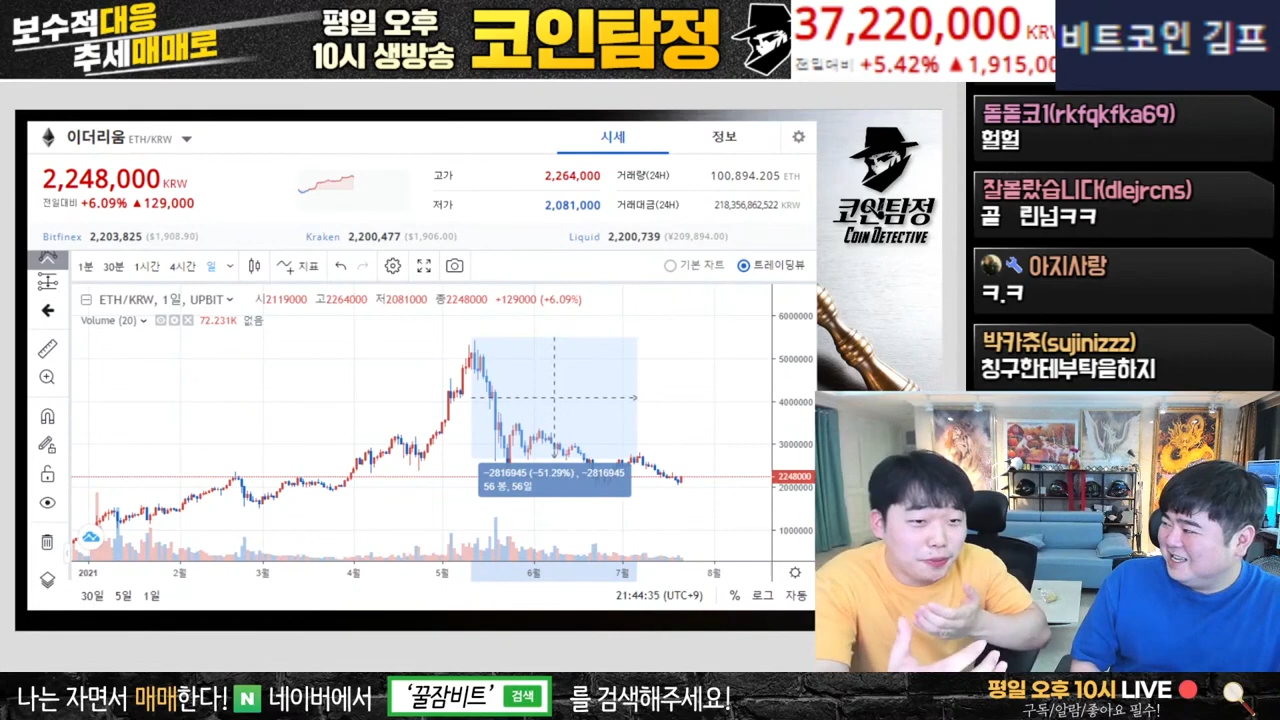 보수적대응
추세매매로
평일 오후
10시 생방송
코인탐정
37,220,000 KRW
전일대비 +5.42% ▲1,915,00
비트코인 김프
이더리움 ETH/KRW
시세
정보
2,248,000 KRW
전일대비 +6.09% ▲129,000
고가 2,264,000 거래량(24H) 100,894.205 ETH
저가 2,081,000 거래대금(24H) 218,356,862,522 KRW
Bitfinex 2,203,825 ($1,908.90)
Kraken 2,200,477 ($1,906.00)
Liquid 2,200,739 (¥209,894.00)
1분 30분 1시간 4시간 일 지표
기본 차트 트레이딩뷰
ETH/KRW, 1일, UPBIT 시2119000 고2264000 저2081000 종2248000 +129000 (+6.09%)
Volume (20) 72.231K 없음
6000000
5000000
4000000
3000000
2248000
2000000
1000000
−2816945 (−51.29%) , −2816945
56 봉, 56일
2021 2월 3월 4월 5월 6월 7월 8월
30일 5일 1일
21:44:35 (UTC+9) % 로그 자동
코인탐정
COIN DETECTIVE
돌돌코1(rkfqkfka69)
헐헐
잘몰랐습니다(dlejrcns)
곧 린넘ㅋㅋ
아지사랑
ㅋ.ㅋ
박카츄(sujinizzz)
칭구한테부탁을하지
나는 자면서 매매한다! N 네이버에서 '꿀잠비트' 검색 를 검색해주세요!
평일 오후 10시 LIVE
구독/알람/좋아요 필수!